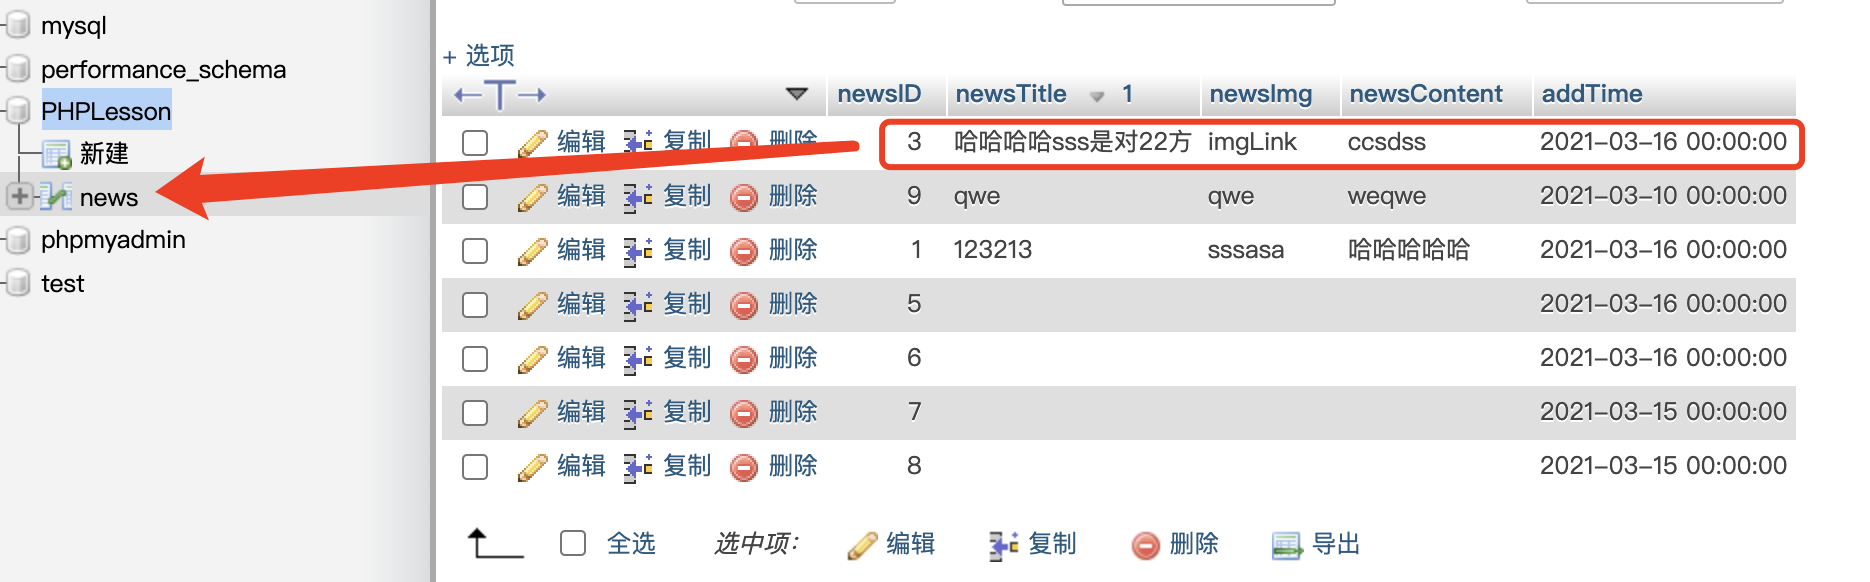 mysql
performance_schema
PHPLesson
新建
news
phpmyadmin
test
+ 选项
←T→ newsID newsTitle 1 newsImg newsContent addTime
编辑 复制 删除 3 哈哈哈哈sss是对22方 imgLink ccsdss 2021-03-16 00:00:00
编辑 复制 删除 9 qwe qwe weqwe 2021-03-10 00:00:00
编辑 复制 删除 1 123213 sssasa 哈哈哈哈哈 2021-03-16 00:00:00
编辑 复制 删除 5 2021-03-16 00:00:00
编辑 复制 删除 6 2021-03-16 00:00:00
编辑 复制 删除 7 2021-03-15 00:00:00
编辑 复制 删除 8 2021-03-15 00:00:00
全选 选中项： 编辑 复制 删除 导出